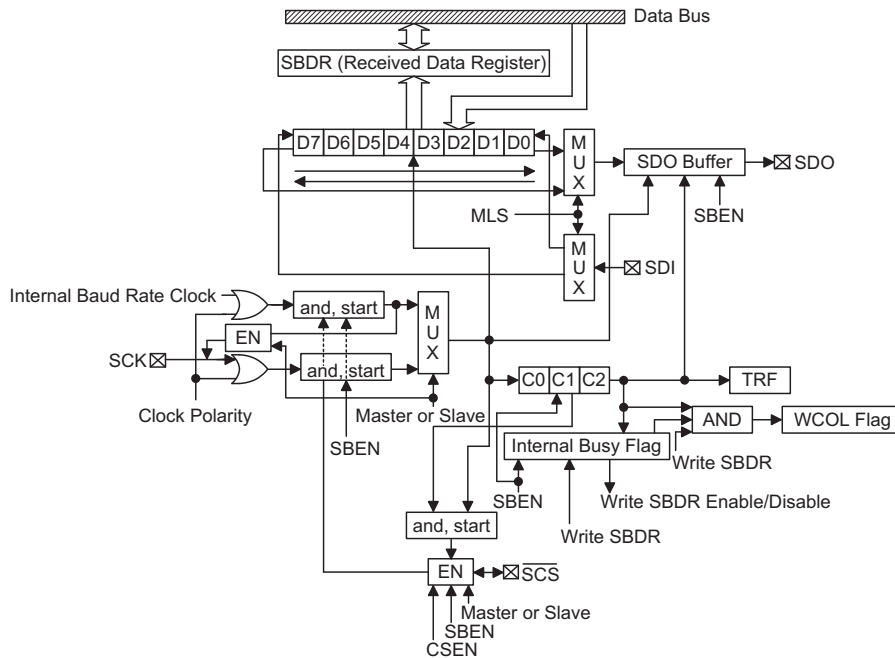 Data Bus
SBDR (Received Data Register)
D7 D6 D5 D4 D3 D2 D1 D0
MUX
SDO Buffer
SDO
MLS
SBEN
MUX
SDI
Internal Baud Rate Clock
and, start
MUX
EN
SCK
and, start
C0 C1 C2
TRF
Clock Polarity
Master or Slave
AND
WCOL Flag
SBEN
Internal Busy Flag
Write SBDR
SBEN
Write SBDR Enable/Disable
and, start
Write SBDR
EN
SCS
Master or Slave
SBEN
CSEN